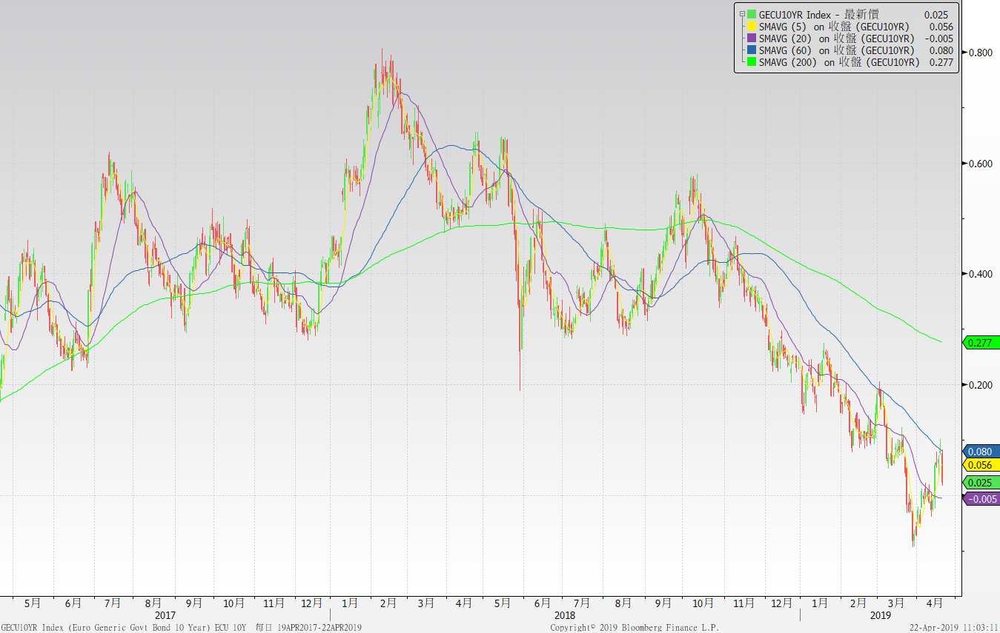 GECU10YR Index - 最新價 0.025
SMAVG (5) on 收盤 (GECU10YR) 0.056
SMAVG (20) on 收盤 (GECU10YR) -0.005
SMAVG (60) on 收盤 (GECU10YR) 0.080
SMAVG (200) on 收盤 (GECU10YR) 0.277
0.800
0.600
0.400
0.277
0.200
0.080
0.056
0.025
-0.005
5月 6月 7月 8月 9月 10月 11月 12月 1月 2月 3月 4月 5月 6月 7月 8月 9月 10月 11月 12月 1月 2月 3月 4月
2017 2018 2019
GECU10YR Index (Euro Generic Govt Bond 10 Year) ECU 10Y 每日 19APR2017-22APR2019 Copyright© 2019 Bloomberg Finance L.P. 22-Apr-2019 11:03:11